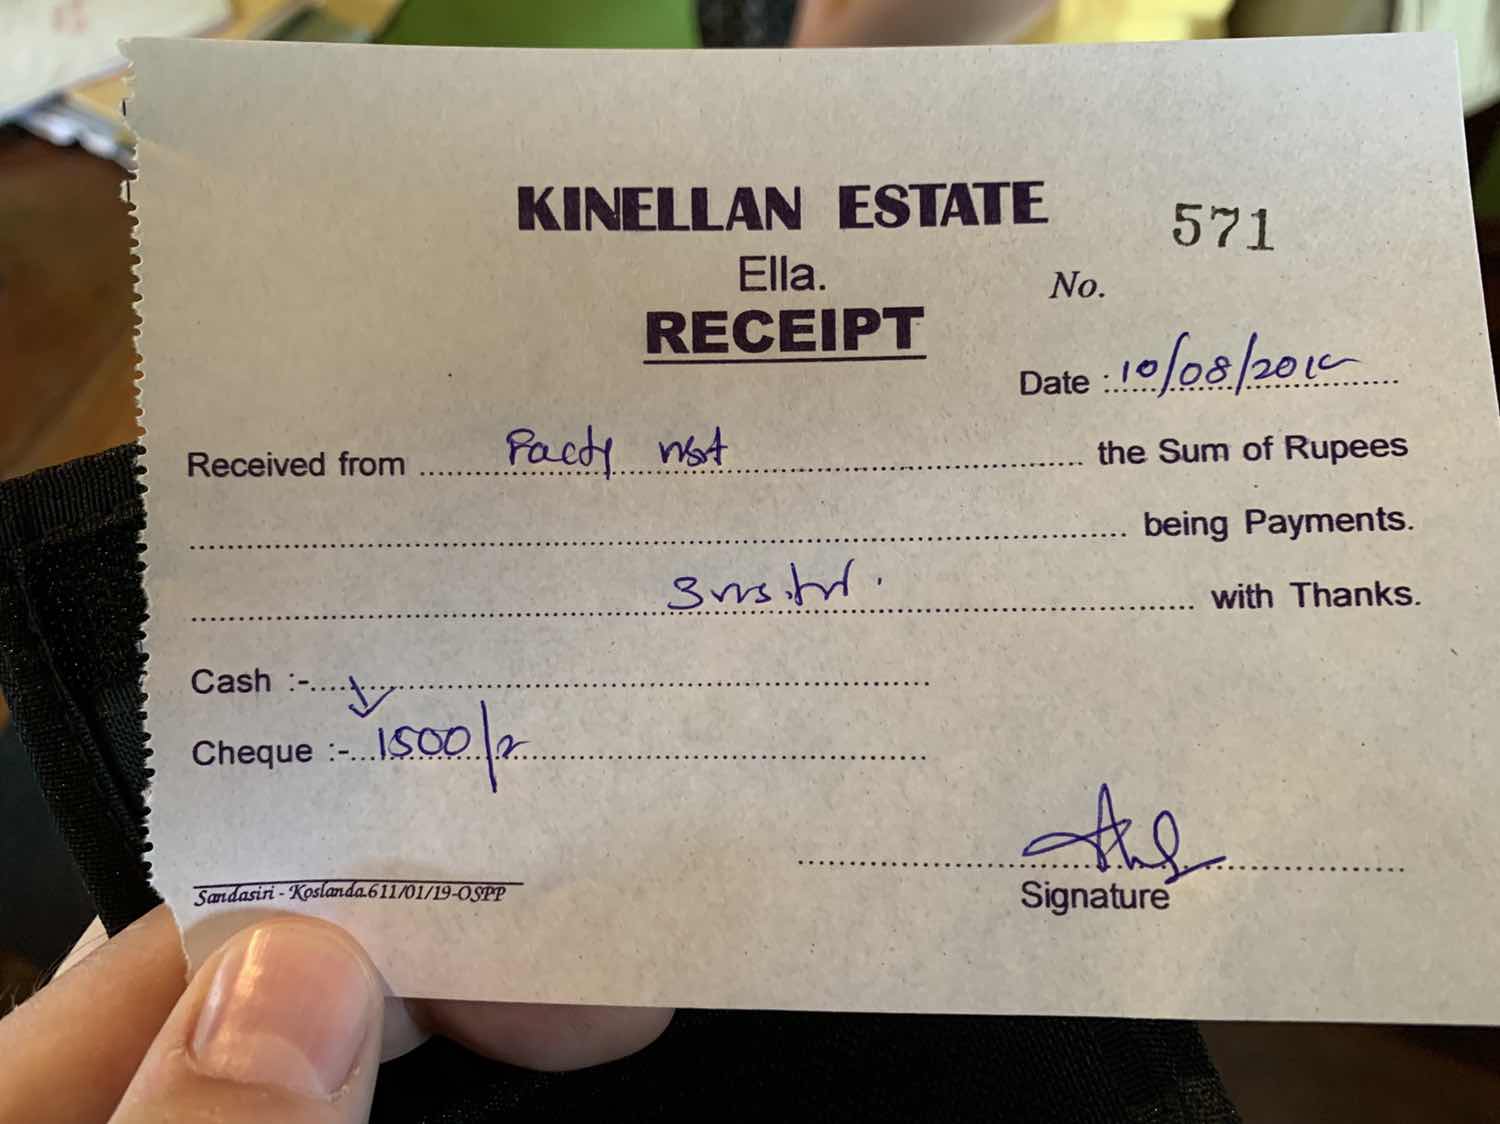 KINELLAN ESTATE
571
Ella.
No.
RECEIPT
Date : 10/08/201
Received from the Sum of Rupees
being Payments.
with Thanks.
Cash :-
Cheque :- 1500/
Signature
Sandasiri - Koslanda.611/01/19-OSPP